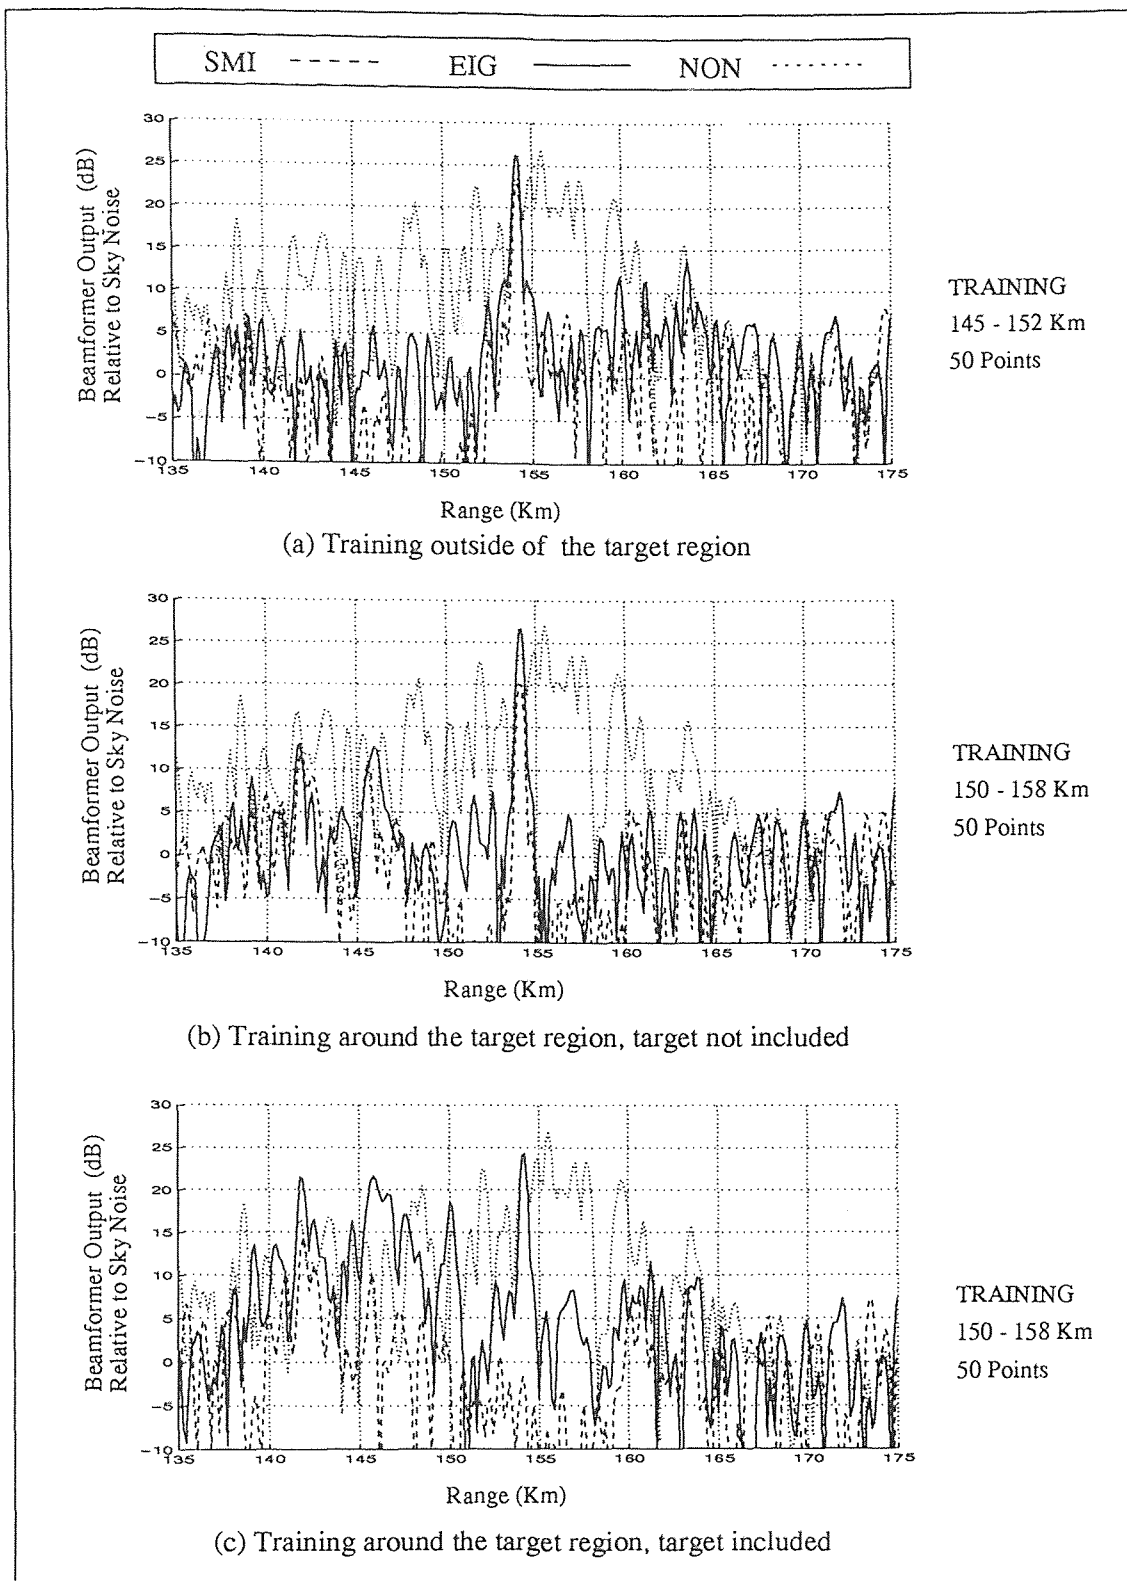 SMI EIG NON
30
25
20
15
10
5
0
−5
−10
135 140 145 150 155 160 165 170 175
Beamformer Output (dB)
Relative to Sky Noise
Range (Km)
TRAINING
145 - 152 Km
50 Points
(a) Training outside of the target region
30
25
20
15
10
5
0
−5
−10
135 140 145 150 155 160 165 170 175
Beamformer Output (dB)
Relative to Sky Noise
Range (Km)
TRAINING
150 - 158 Km
50 Points
(b) Training around the target region, target not included
30
25
20
15
10
5
0
−5
−10
135 140 145 150 155 160 165 170 175
Beamformer Output (dB)
Relative to Sky Noise
Range (Km)
TRAINING
150 - 158 Km
50 Points
(c) Training around the target region, target included